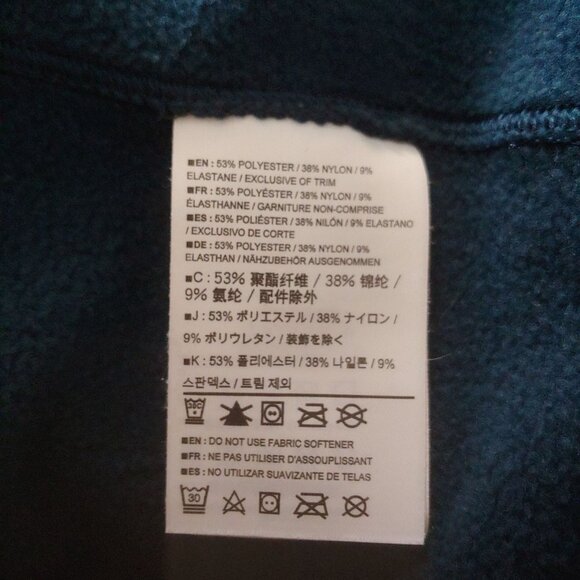 ■EN : 53% POLYESTER / 38% NYLON / 9%
ELASTANE / EXCLUSIVE OF TRIM
■FR : 53% POLYÉSTER / 38% NYLON / 9%
ÉLASTHANNE / GARNITURE NON-COMPRISE
■ES : 53% POLIÉSTER / 38% NILÓN / 9% ELASTANO
/ EXCLUSIVO DE CORTE
■DE : 53% POLYESTER / 38% NYLON / 9%
ELASTHAN / NÄHZUBEHÖR AUSGENOMMEN
■C : 53% 聚酯纤维 / 38% 锦纶 /
9% 氨纶 / 配件除外
■J : 53% ポリエステル / 38% ナイロン /
9% ポリウレタン / 装飾を除く
■K : 53% 폴리에스터 / 38% 나일론 / 9%
스판덱스 / 트림 제외
30C
■EN : DO NOT USE FABRIC SOFTENER
■FR : NE PAS UTILISER D'ASSOUPLISSANT
■ES : NO UTILIZAR SUAVIZANTE DE TELAS
30